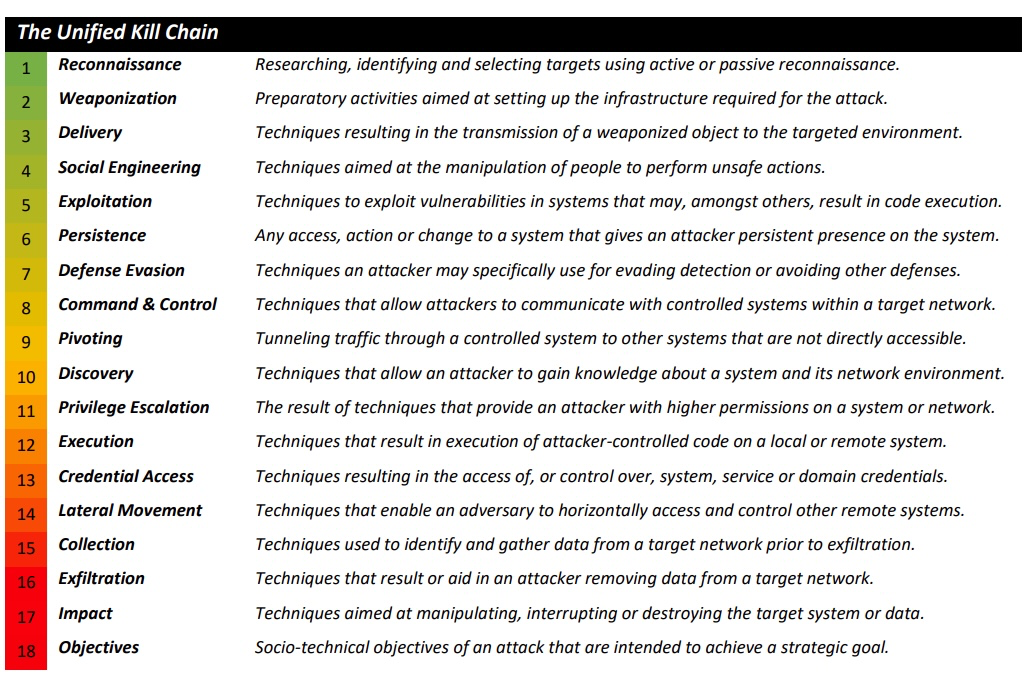 The Unified Kill Chain
1 Reconnaissance Researching, identifying and selecting targets using active or passive reconnaissance.
2 Weaponization Preparatory activities aimed at setting up the infrastructure required for the attack.
3 Delivery Techniques resulting in the transmission of a weaponized object to the targeted environment.
4 Social Engineering Techniques aimed at the manipulation of people to perform unsafe actions.
5 Exploitation Techniques to exploit vulnerabilities in systems that may, amongst others, result in code execution.
6 Persistence Any access, action or change to a system that gives an attacker persistent presence on the system.
7 Defense Evasion Techniques an attacker may specifically use for evading detection or avoiding other defenses.
8 Command & Control Techniques that allow attackers to communicate with controlled systems within a target network.
9 Pivoting Tunneling traffic through a controlled system to other systems that are not directly accessible.
10 Discovery Techniques that allow an attacker to gain knowledge about a system and its network environment.
11 Privilege Escalation The result of techniques that provide an attacker with higher permissions on a system or network.
12 Execution Techniques that result in execution of attacker-controlled code on a local or remote system.
13 Credential Access Techniques resulting in the access of, or control over, system, service or domain credentials.
14 Lateral Movement Techniques that enable an adversary to horizontally access and control other remote systems.
15 Collection Techniques used to identify and gather data from a target network prior to exfiltration.
16 Exfiltration Techniques that result or aid in an attacker removing data from a target network.
17 Impact Techniques aimed at manipulating, interrupting or destroying the target system or data.
18 Objectives Socio-technical objectives of an attack that are intended to achieve a strategic goal.